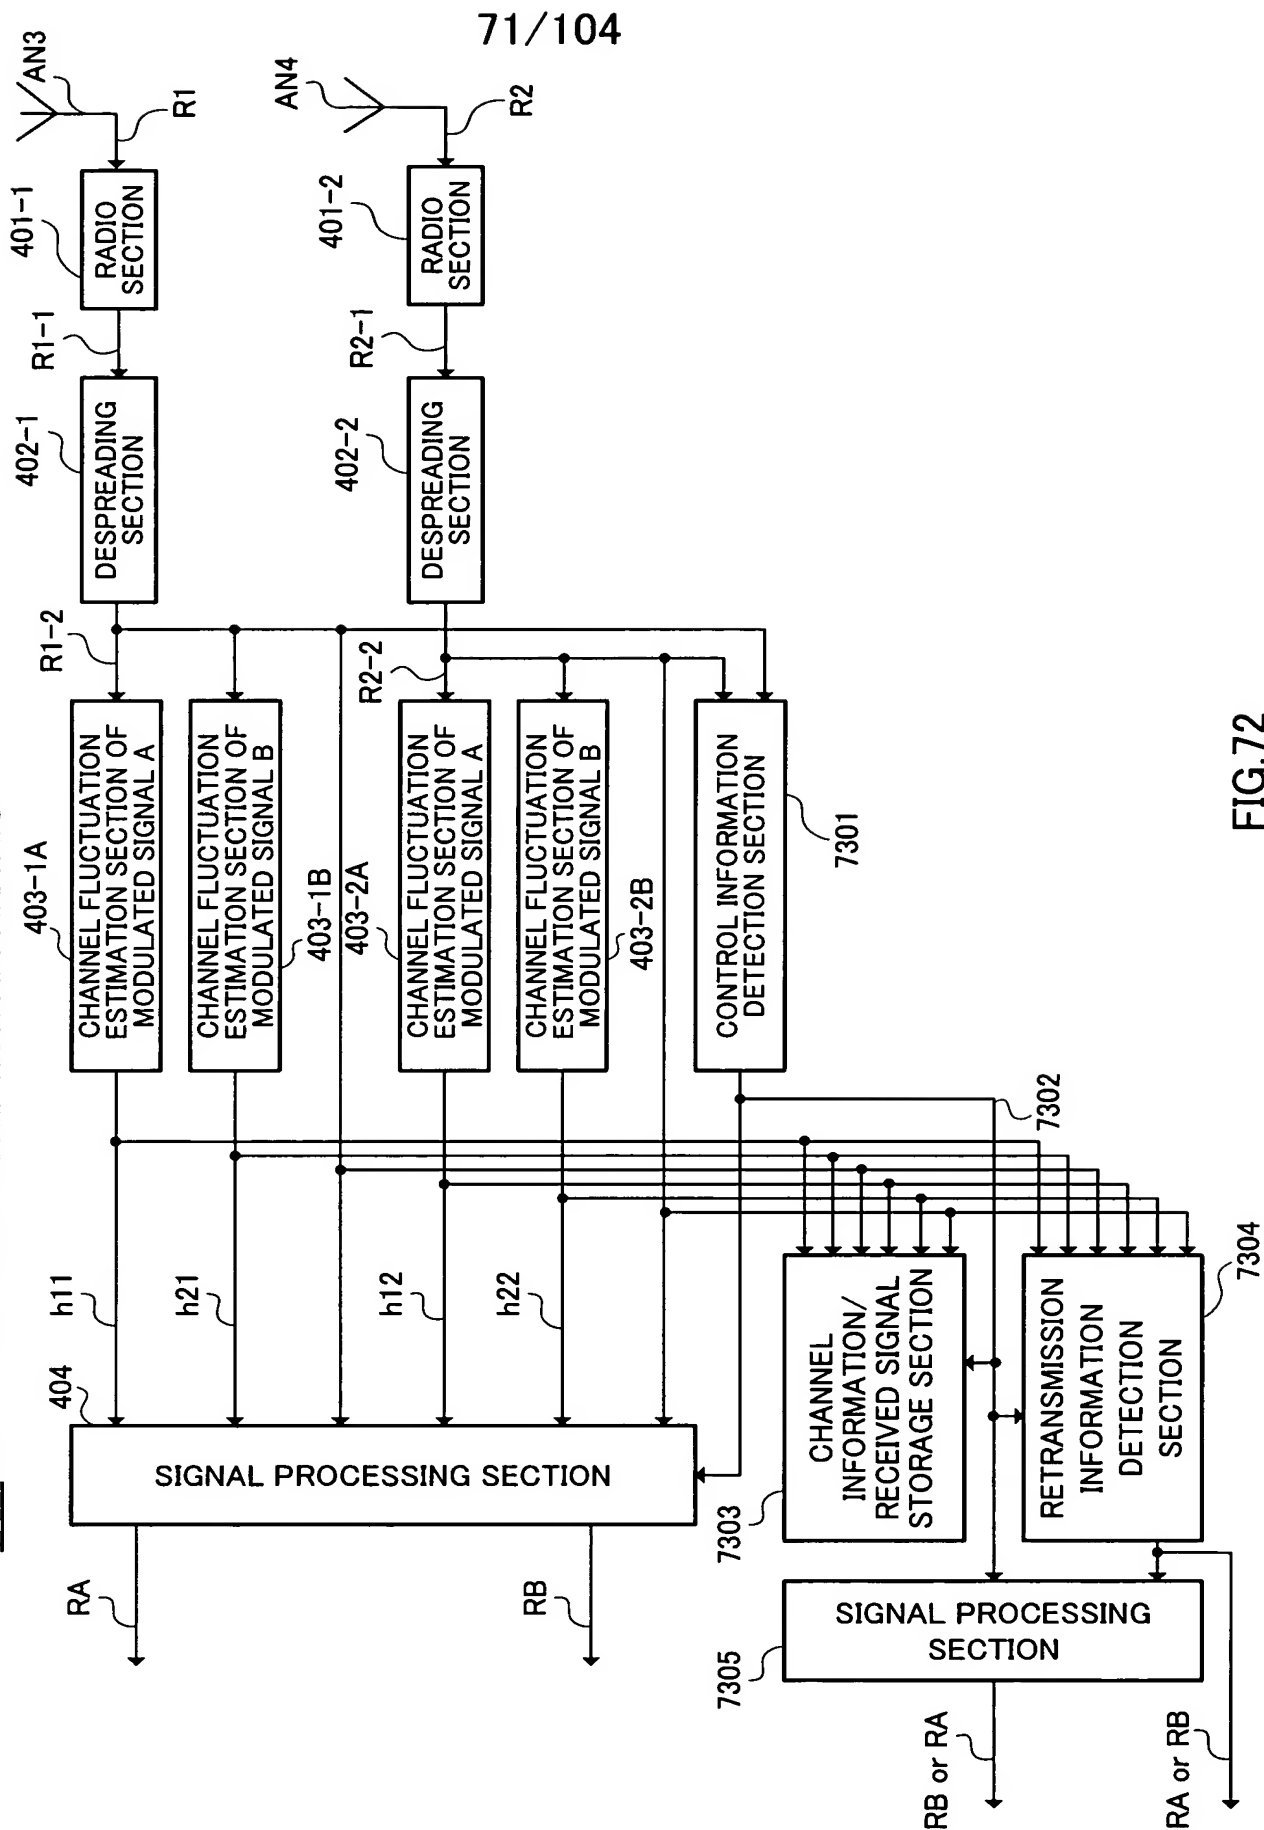 71/104
AN3
R1
AN4
R2
401-1
RADIO
SECTION
401-2
RADIO
SECTION
R1-1
R2-1
402-1
DESPREADING
SECTION
402-2
DESPREADING
SECTION
R1-2
R2-2
403-1A
CHANNEL FLUCTUATION
ESTIMATION SECTION OF
MODULATED SIGNAL A
CHANNEL FLUCTUATION
ESTIMATION SECTION OF
MODULATED SIGNAL B
403-1B
403-2A
CHANNEL FLUCTUATION
ESTIMATION SECTION OF
MODULATED SIGNAL A
CHANNEL FLUCTUATION
ESTIMATION SECTION OF
MODULATED SIGNAL B
403-2B
CONTROL INFORMATION
DETECTION SECTION
7301
7302
h11
h21
h12
h22
404
SIGNAL PROCESSING SECTION
RA
RB
7303
CHANNEL
INFORMATION/
RECEIVED SIGNAL
STORAGE SECTION
7304
RETRANSMISSION
INFORMATION
DETECTION
SECTION
7305
SIGNAL PROCESSING
SECTION
RB or RA
RA or RB
FIG.72